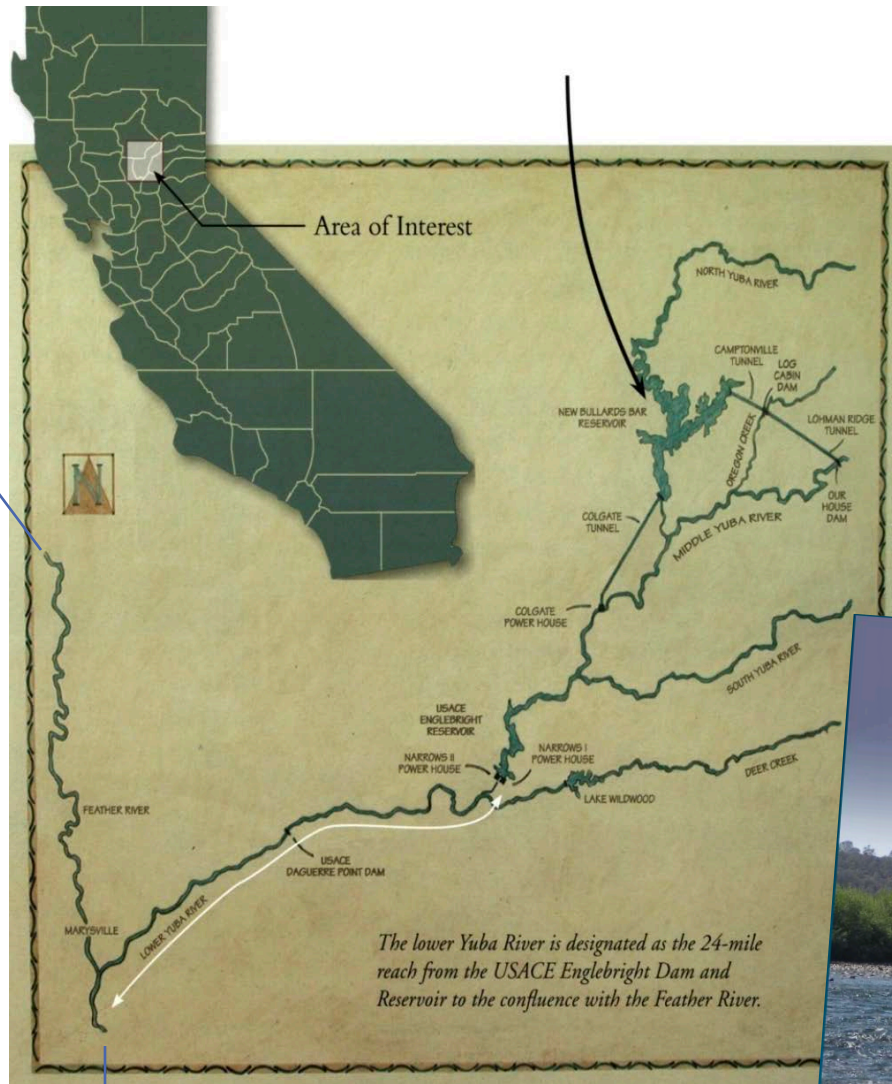 Area of Interest
NORTH YUBA RIVER
CAMPTONVILLE
TUNNEL
LOG
CABIN
DAM
NEW BULLARDS BAR
RESERVOIR
LOHMAN RIDGE
TUNNEL
OREGON CREEK
N
OUR
HOUSE
DAM
COLGATE
TUNNEL
MIDDLE YUBA RIVER
COLGATE
POWER HOUSE
SOUTH YUBA RIVER
USACE
ENGLEBRIGHT
RESERVOIR
NARROWS II
POWER HOUSE
NARROWS I
POWER HOUSE
DEER CREEK
LAKE WILDWOOD
FEATHER RIVER
USACE
DAGUERRE POINT DAM
MARYSVILLE
LOWER YUBA RIVER
The lower Yuba River is designated as the 24-mile
reach from the USACE Englebright Dam and
Reservoir to the confluence with the Feather River.